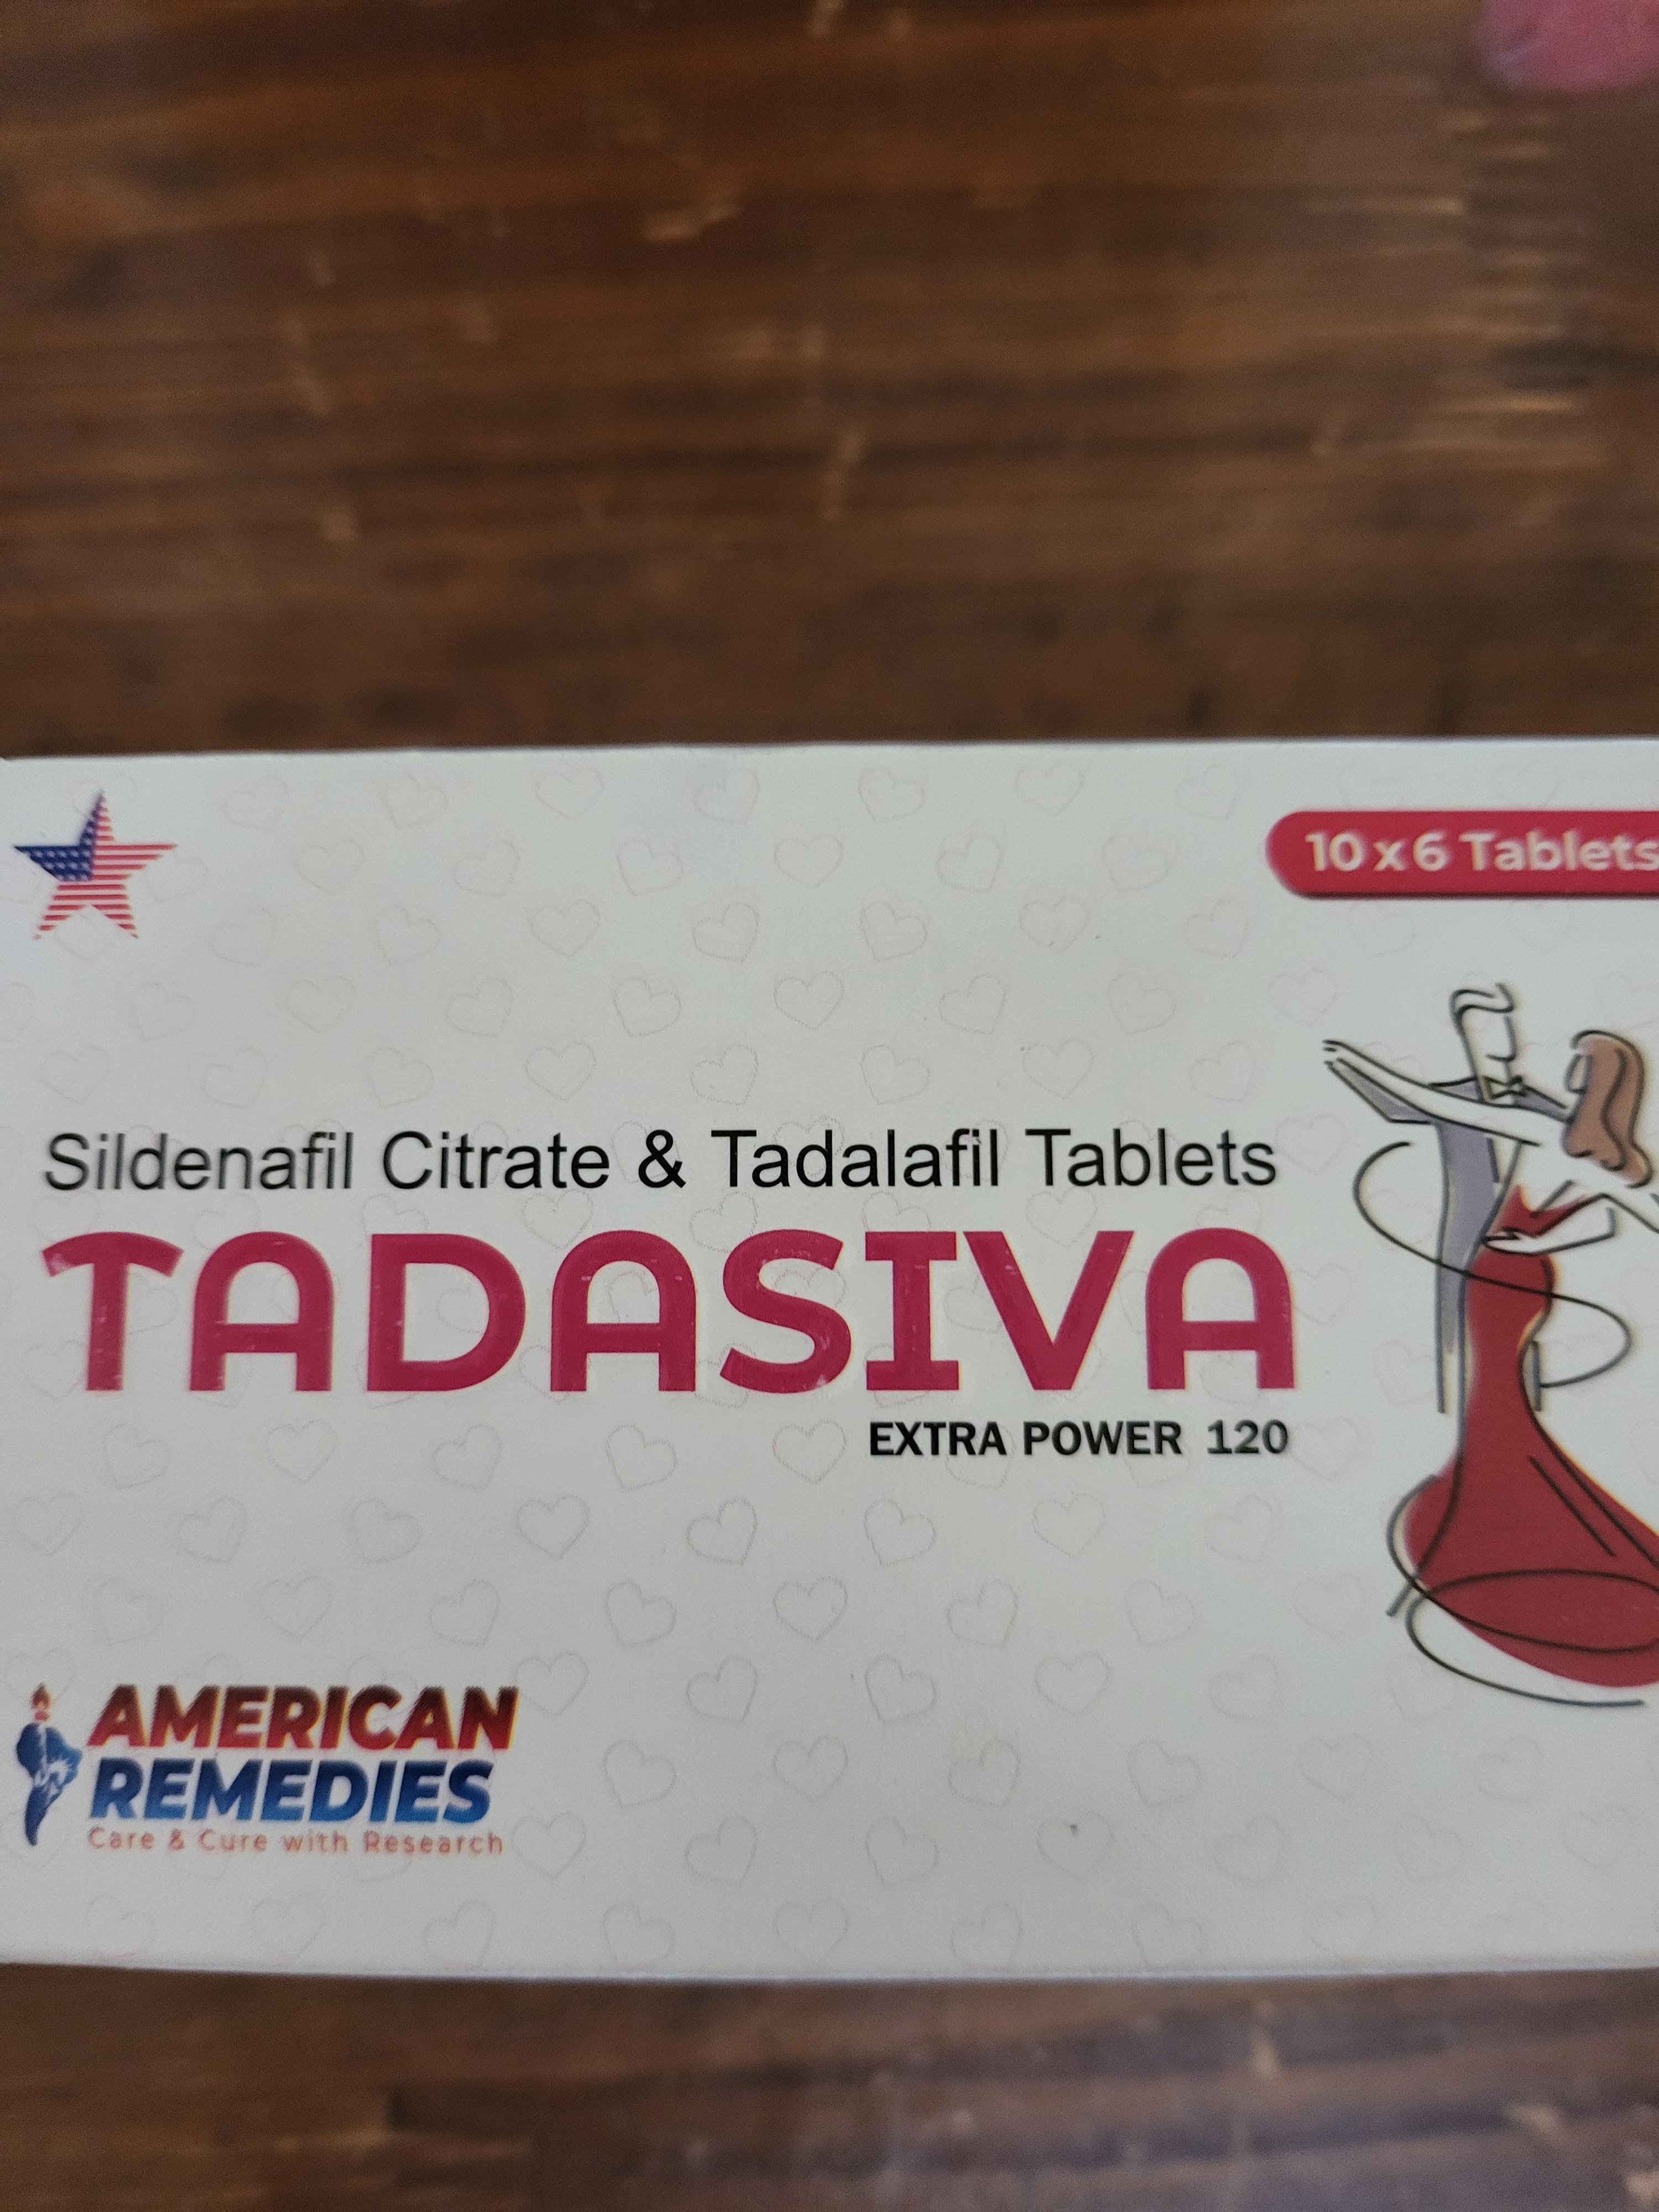 10 x 6 Tablets
Sildenafil Citrate & Tadalafil Tablets
TADASIVA
EXTRA POWER 120
AMERICAN
REMEDIES
Care & Cure with Research